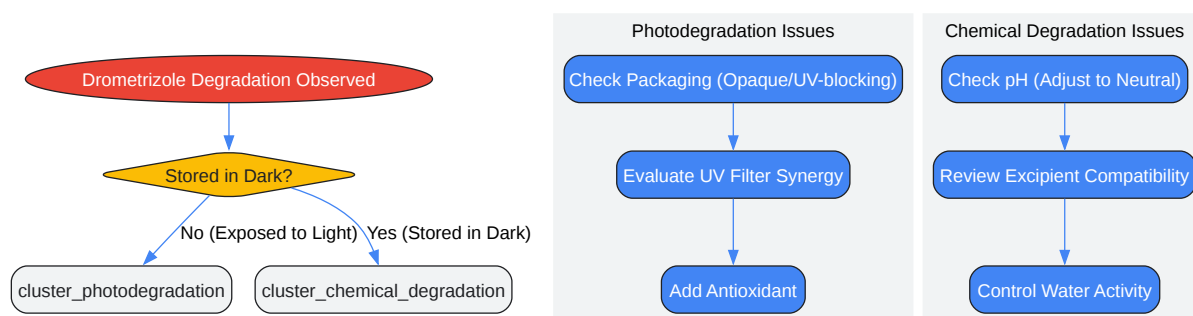 Drometrizole Degradation Observed
Stored in Dark?
No (Exposed to Light)
Yes (Stored in Dark)
cluster_photodegradation
cluster_chemical_degradation
Photodegradation Issues
Check Packaging (Opaque/UV-blocking)
Evaluate UV Filter Synergy
Add Antioxidant
Chemical Degradation Issues
Check pH (Adjust to Neutral)
Review Excipient Compatibility
Control Water Activity